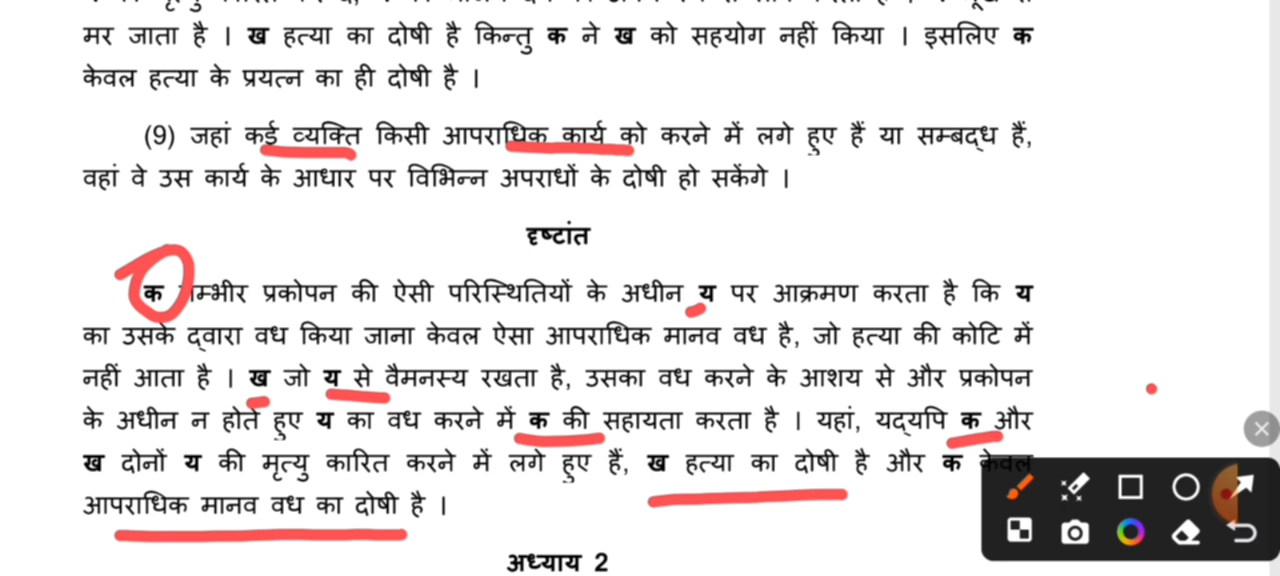 मर जाता है । ख हत्या का दोषी है किन्तु क ने ख को सहयोग नहीं किया । इसलिए क
केवल हत्या के प्रयत्न का ही दोषी है ।
(9) जहां कई व्यक्ति किसी आपराधिक कार्य को करने में लगे हुए हैं या सम्बद्ध हैं,
वहां वे उस कार्य के आधार पर विभिन्न अपराधों के दोषी हो सकेंगे ।
दृष्टांत
क गम्भीर प्रकोपन की ऐसी परिस्थितियों के अधीन य पर आक्रमण करता है कि य
का उसके द्वारा वध किया जाना केवल ऐसा आपराधिक मानव वध है, जो हत्या की कोटि में
नहीं आता है । ख जो य से वैमनस्य रखता है, उसका वध करने के आशय से और प्रकोपन
के अधीन न होते हुए य का वध करने में क की सहायता करता है । यहां, यद्यपि क और
ख दोनों य की मृत्यु कारित करने में लगे हुए हैं, ख हत्या का दोषी है और क केवल
आपराधिक मानव वध का दोषी है ।
अध्याय 2